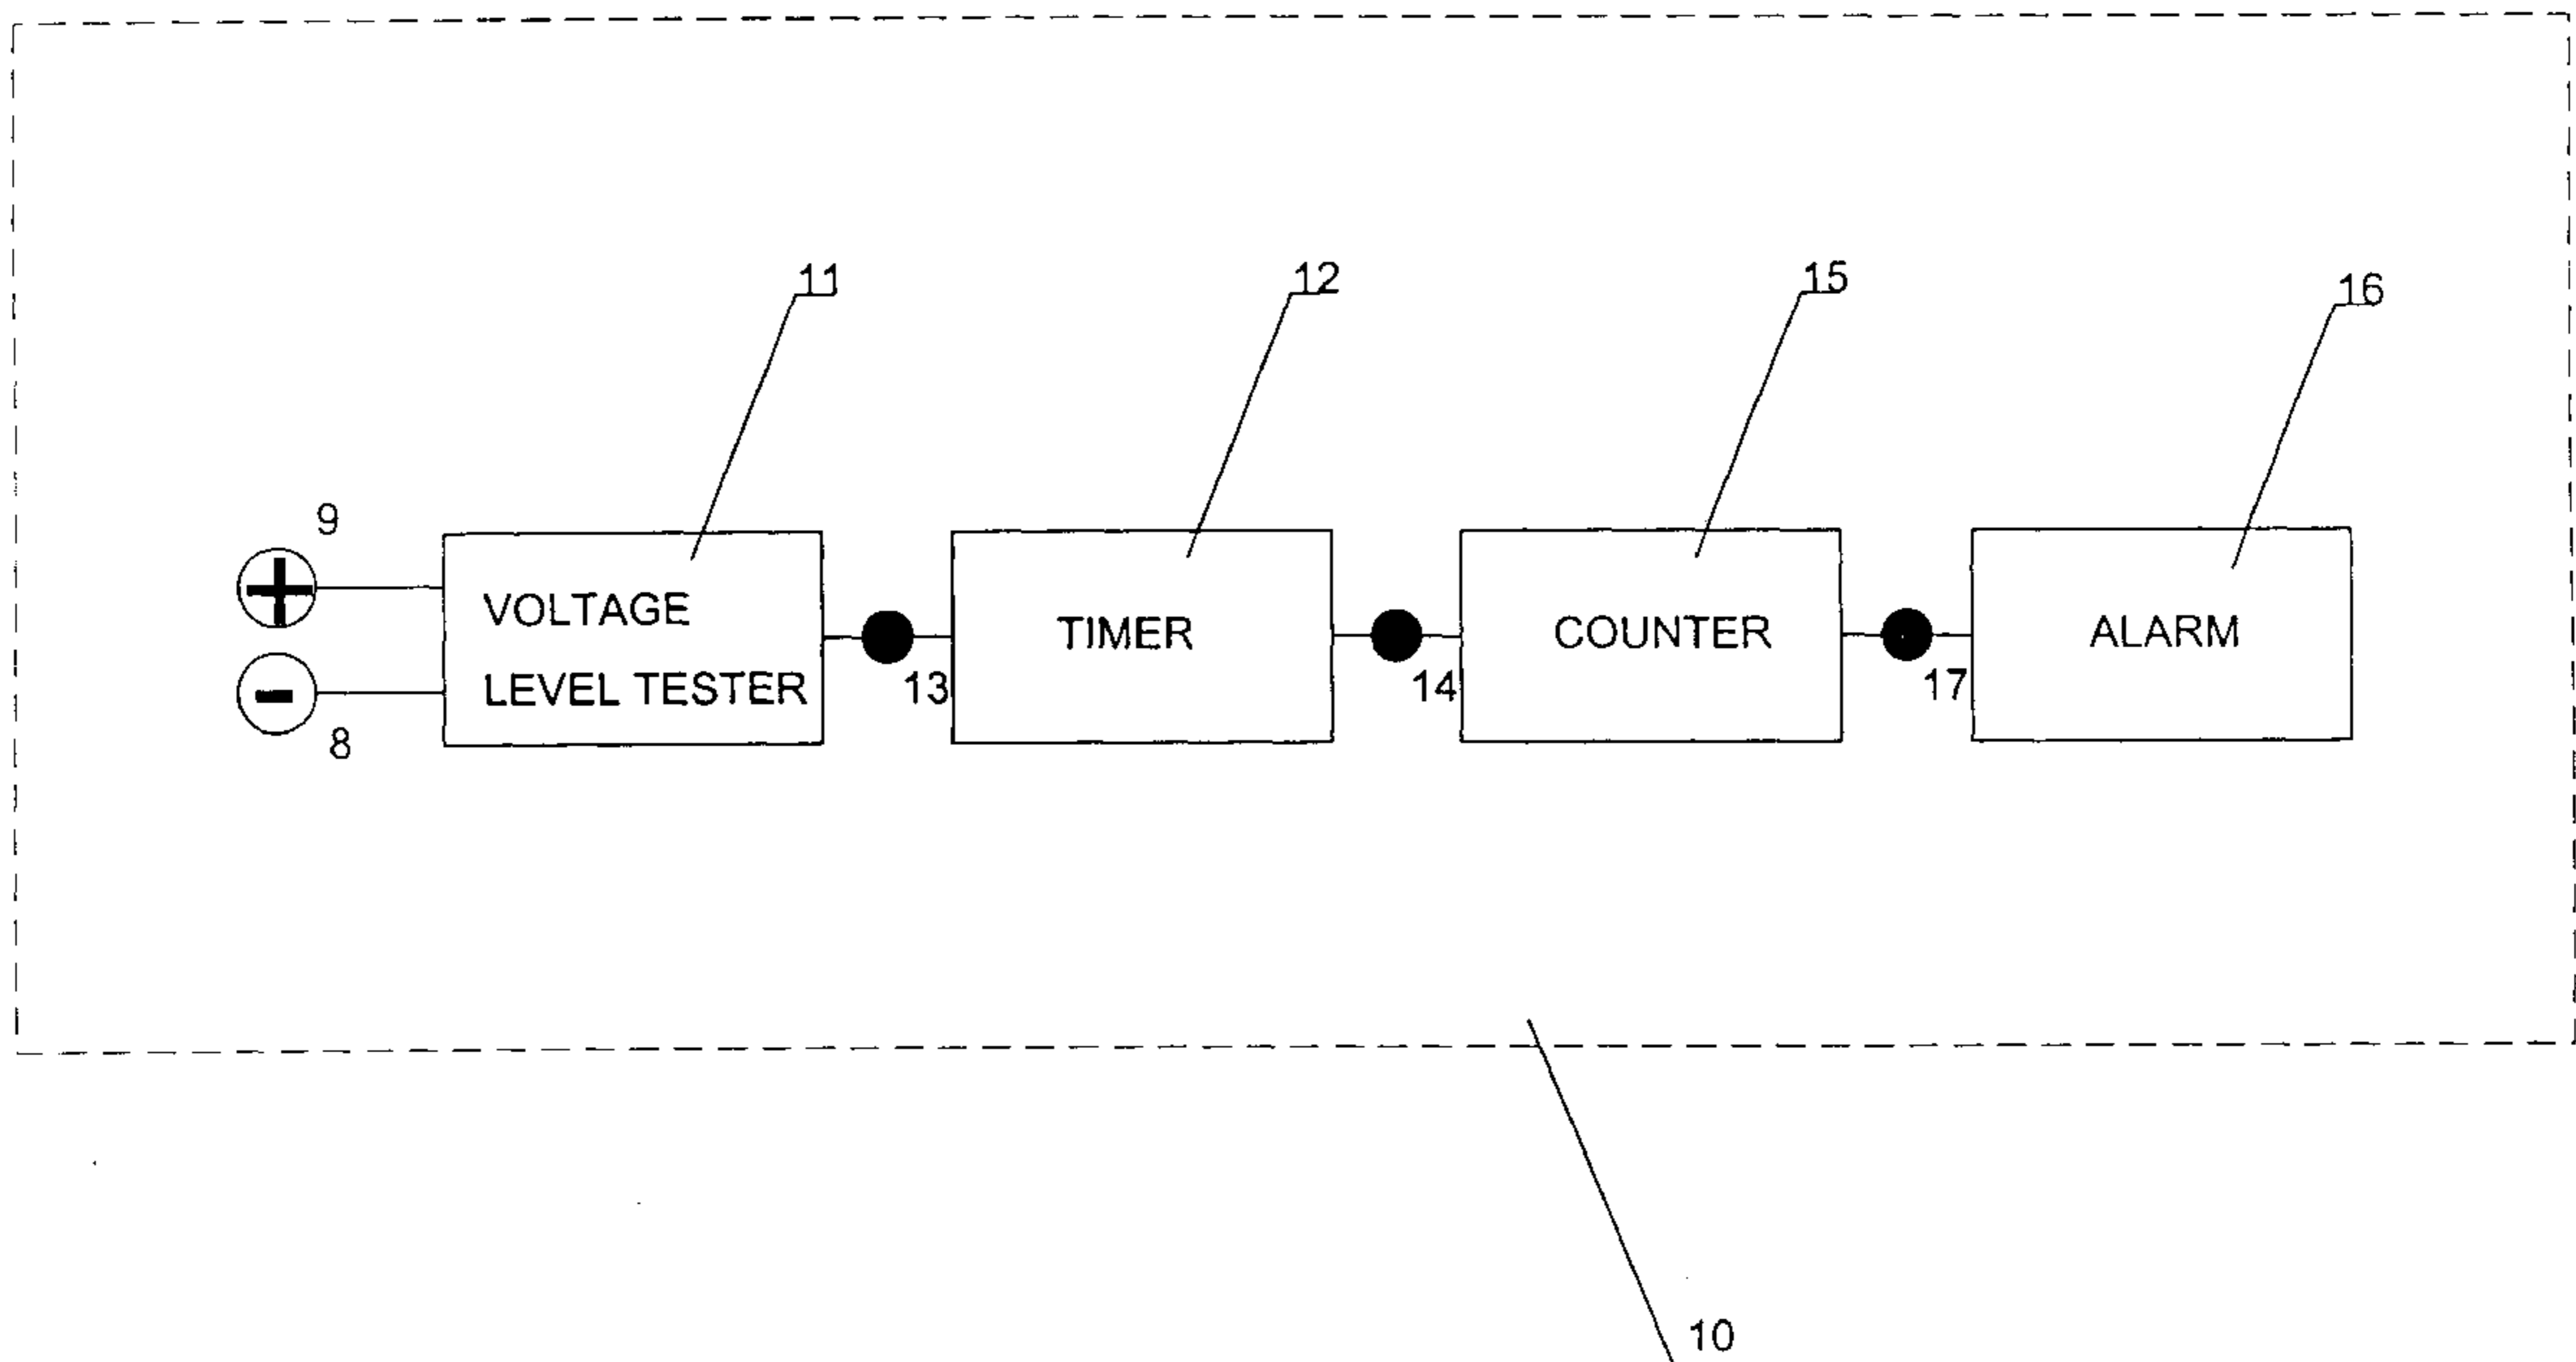 11
12
15
16
9
+
VOLTAGE
LEVEL TESTER
-
8
13
TIMER
14
COUNTER
17
ALARM
10